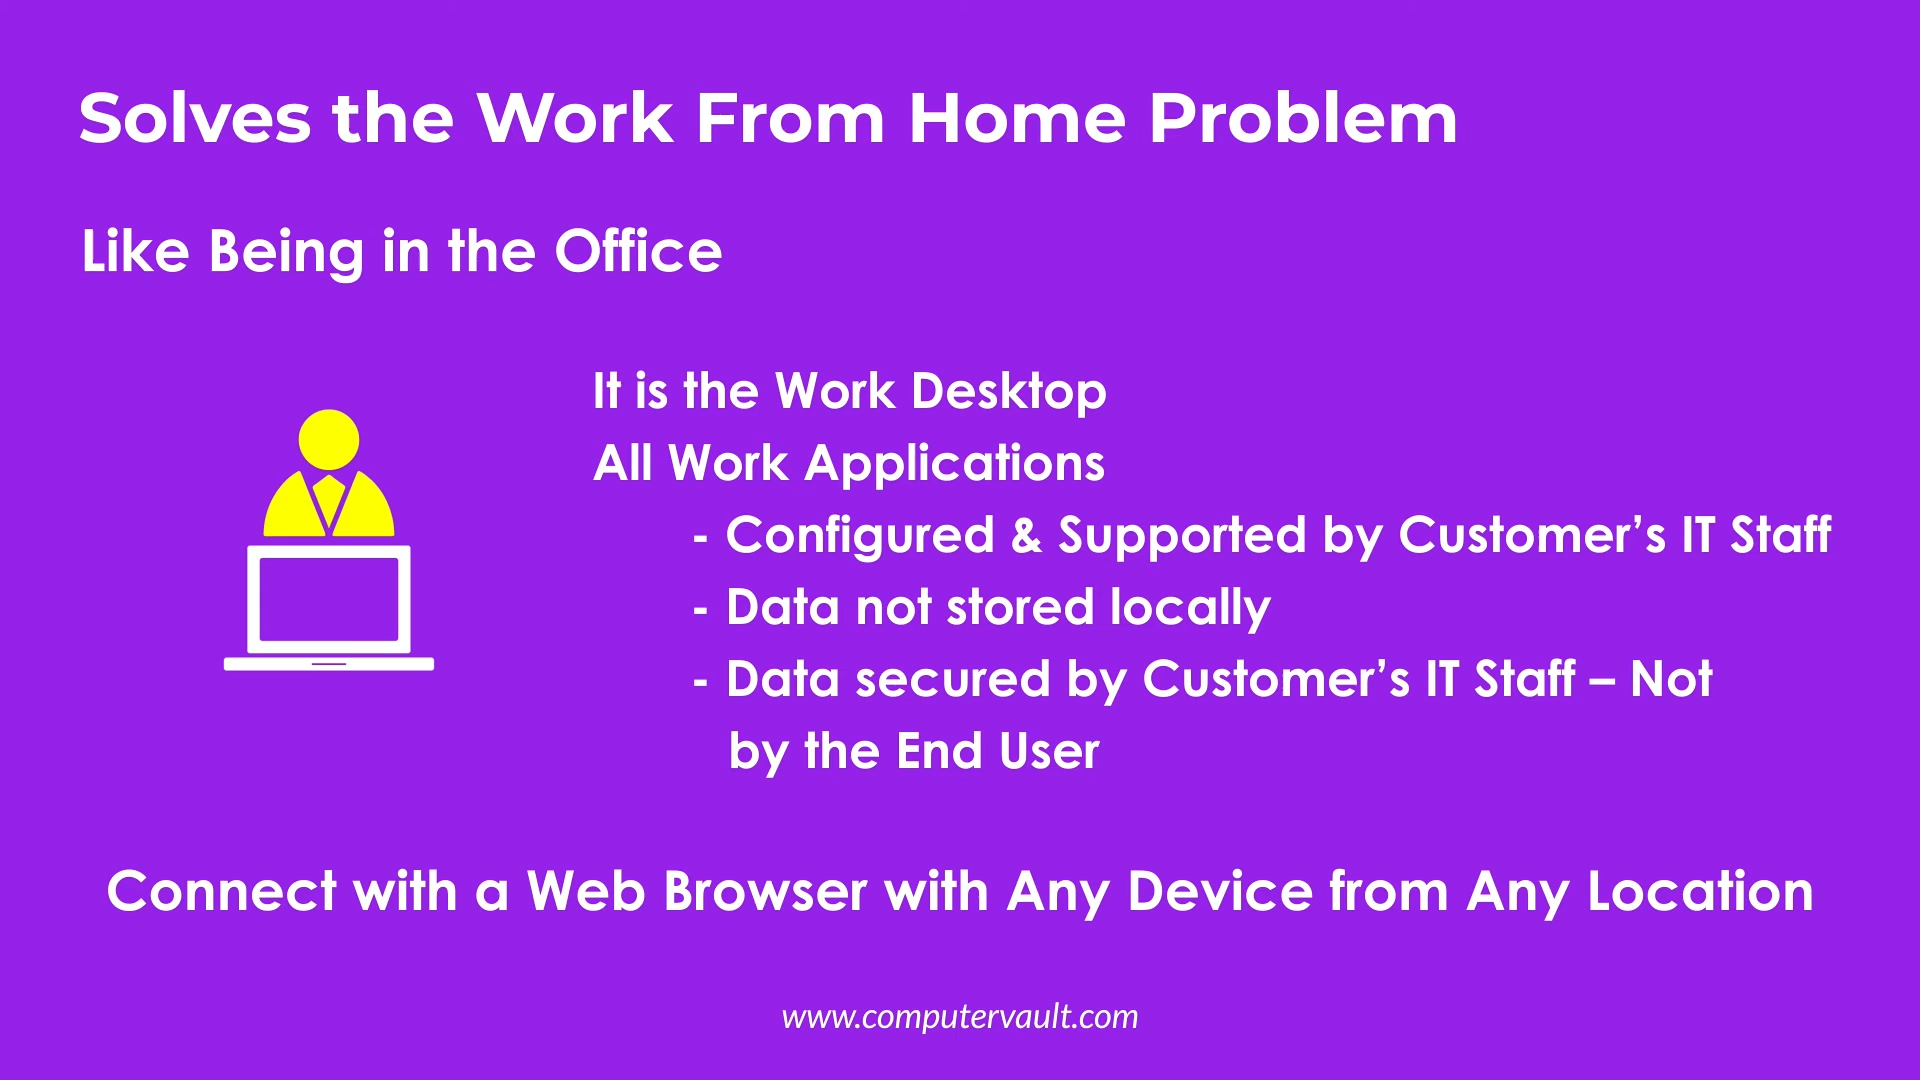 Solves the Work From Home Problem
Like Being in the Office
It is the Work Desktop
All Work Applications
- Configured & Supported by Customer’s IT Staff
- Data not stored locally
- Data secured by Customer’s IT Staff – Not
by the End User
Connect with a Web Browser with Any Device from Any Location
www.computervault.com